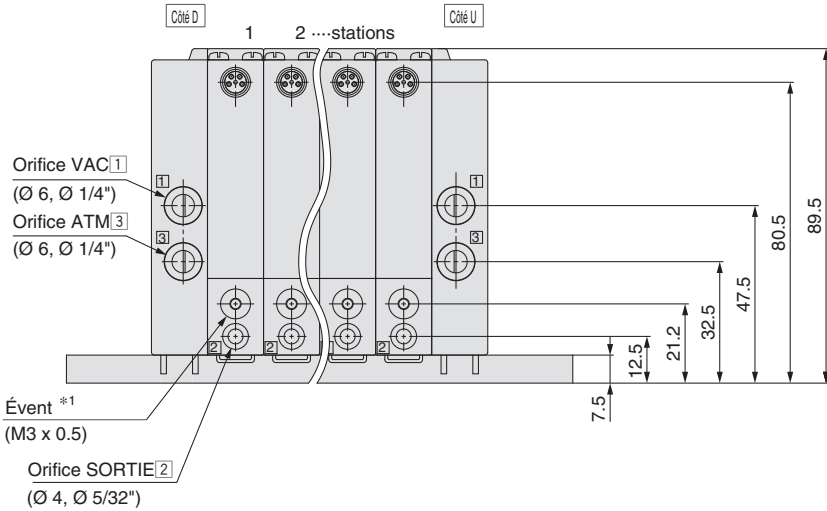 Côté D
Côté U
1 2 ····stations
Orifice VAC 1
(Ø 6, Ø 1/4")
Orifice ATM 3
(Ø 6, Ø 1/4")
1
3
1
3
2
2
2
Évent *1
(M3 x 0.5)
Orifice SORTIE 2
(Ø 4, Ø 5/32")
7.5
12.5
21.2
32.5
47.5
80.5
89.5